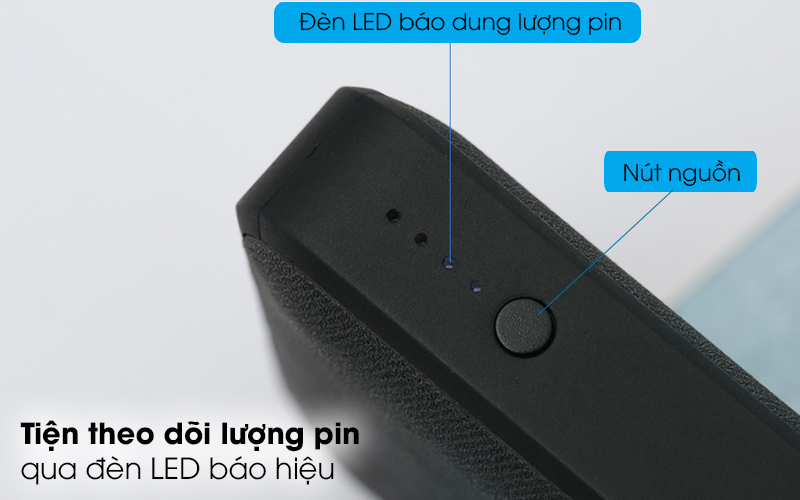 Đèn LED báo dung lượng pin
Nút nguồn
Tiện theo dõi lượng pin
qua đèn LED báo hiệu